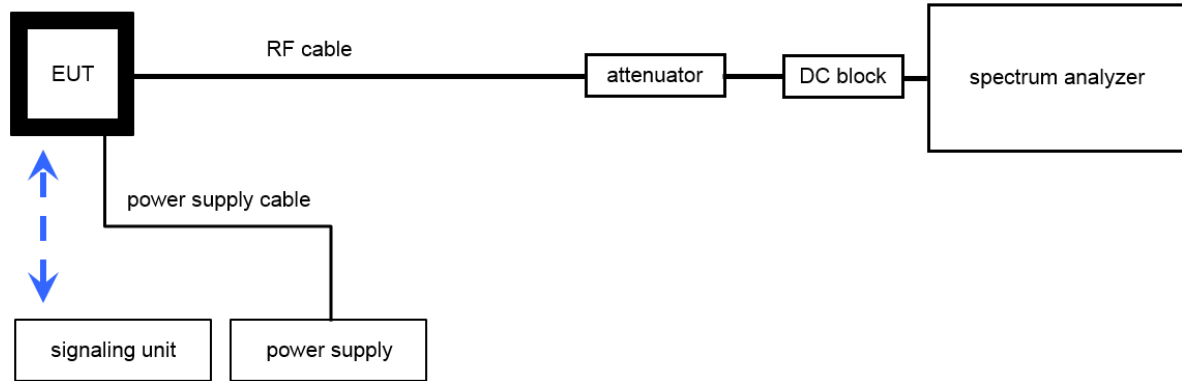 RF cable
EUT
attenuator
DC block
spectrum analyzer
power supply cable
signaling unit
power supply